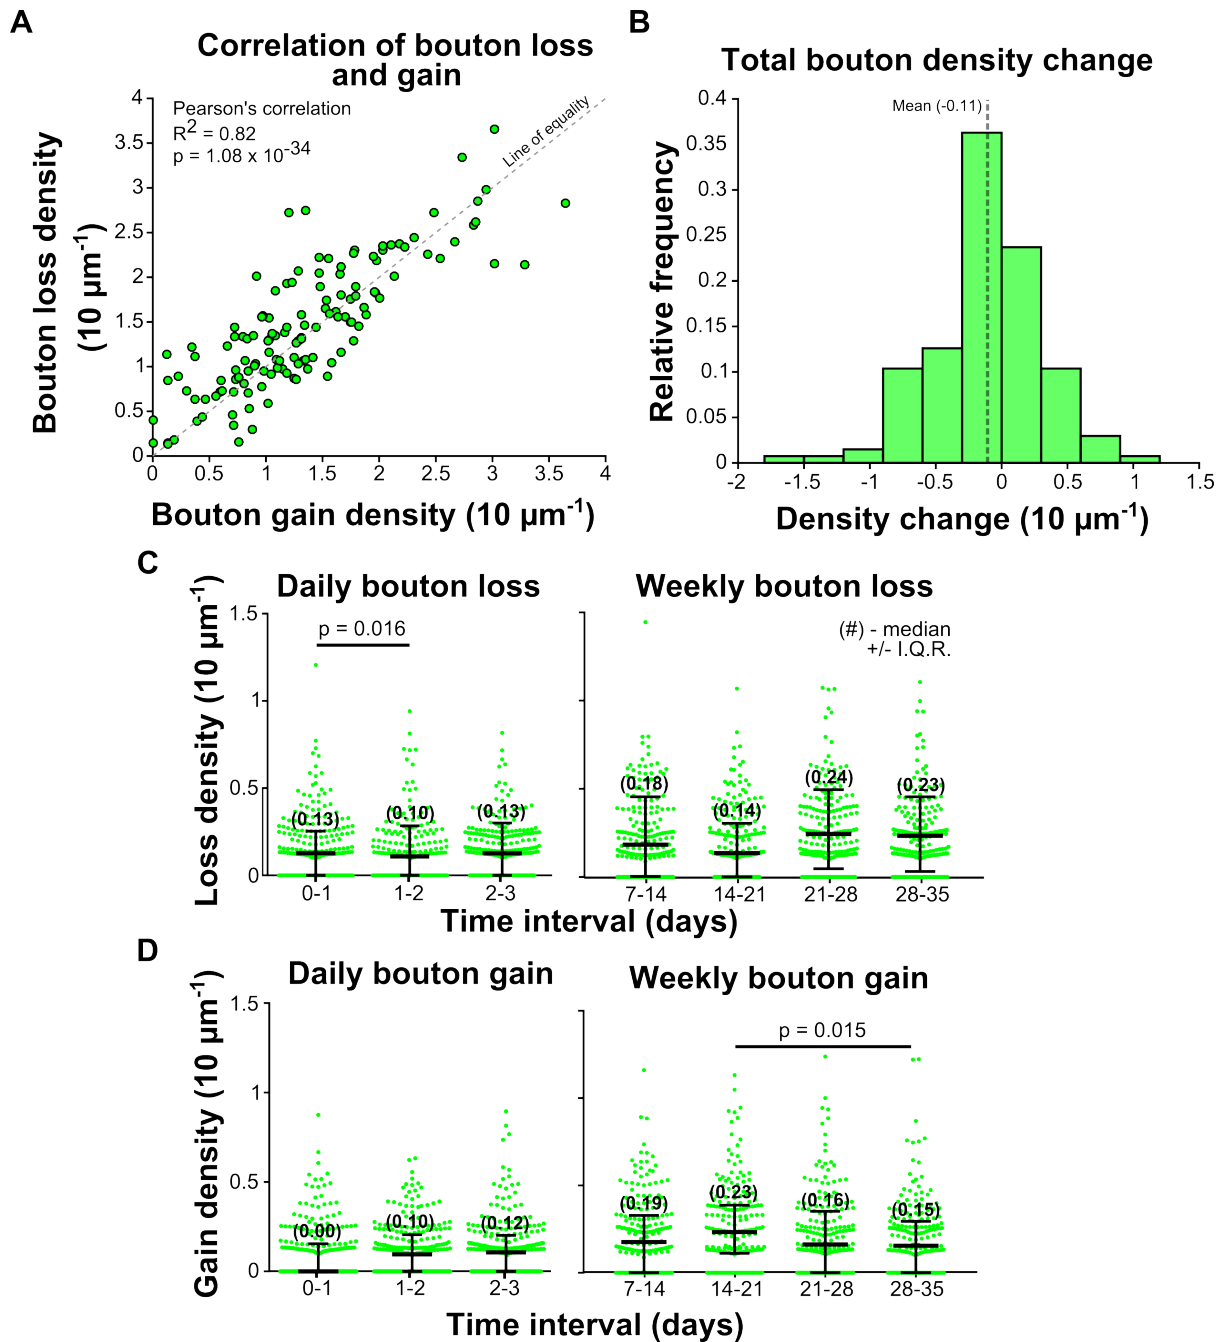 A
Correlation of bouton loss
and gain
Pearson's correlation
R² = 0.82
p = 1.08 x 10⁻³⁴
Line of equality
Bouton loss density
(10 µm⁻¹)
4
3.5
3
2.5
2
1.5
1
0.5
0
0 0.5 1 1.5 2 2.5 3 3.5 4
Bouton gain density (10 µm⁻¹)
B
Total bouton density change
Mean (-0.11)
Relative frequency
0.4
0.35
0.3
0.25
0.2
0.15
0.1
0.05
0
-2 -1.5 -1 -0.5 0 0.5 1 1.5
Density change (10 µm⁻¹)
C
Daily bouton loss
Weekly bouton loss
Loss density (10 µm⁻¹)
1.5
1
0.5
0
p = 0.016
(#) - median
+/- I.Q.R.
(0.13) (0.10) (0.13)
(0.18) (0.14) (0.24) (0.23)
0-1 1-2 2-3
7-14 14-21 21-28 28-35
Time interval (days)
D
Daily bouton gain
Weekly bouton gain
Gain density (10 µm⁻¹)
1.5
1
0.5
0
p = 0.015
(0.00) (0.10) (0.12)
(0.19) (0.23) (0.16) (0.15)
0-1 1-2 2-3
7-14 14-21 21-28 28-35
Time interval (days)